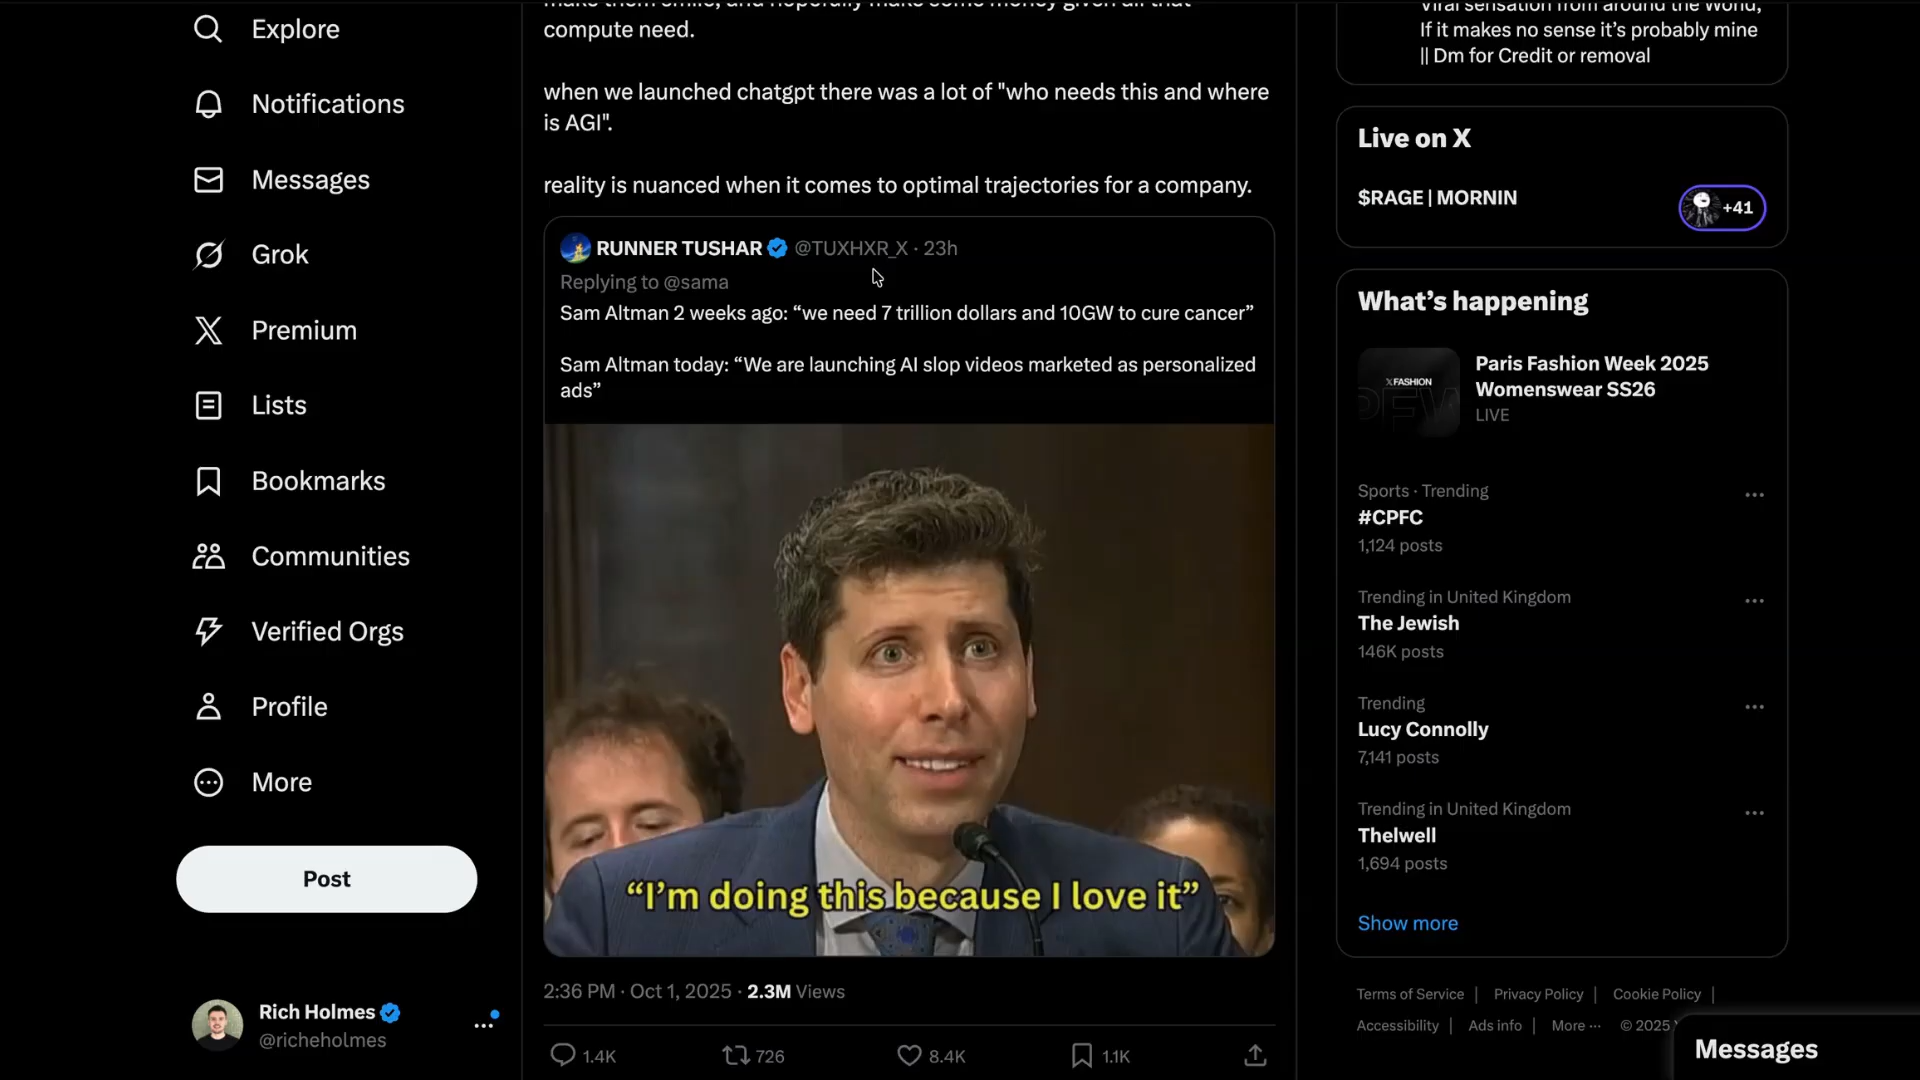 Explore
Notifications
Messages
Grok
Premium
Lists
Bookmarks
Communities
Verified Orgs
Profile
More
Post
Rich Holmes
@richeholmes
make them smile, and hopefully make some money given all that
compute need.
when we launched chatgpt there was a lot of "who needs this and where
is AGI".
reality is nuanced when it comes to optimal trajectories for a company.
RUNNER TUSHAR @TUXHXR_X · 23h
Replying to @sama
Sam Altman 2 weeks ago: “we need 7 trillion dollars and 10GW to cure cancer”
Sam Altman today: “We are launching AI slop videos marketed as personalized
ads”
“I’m doing this because I love it”
2:36 PM · Oct 1, 2025 · 2.3M Views
1.4K 726 8.4K 1.1K
Viral sensation from around the World,
If it makes no sense it’s probably mine
|| Dm for Credit or removal
Live on X
$RAGE | MORNIN
+41
What’s happening
XFASHION
PFW
Paris Fashion Week 2025
Womenswear SS26
LIVE
Sports · Trending
#CPFC
1,124 posts
Trending in United Kingdom
The Jewish
146K posts
Trending
Lucy Connolly
7,141 posts
Trending in United Kingdom
Thelwell
1,694 posts
Show more
Terms of Service | Privacy Policy | Cookie Policy |
Accessibility | Ads info | More ··· © 2025
Messages